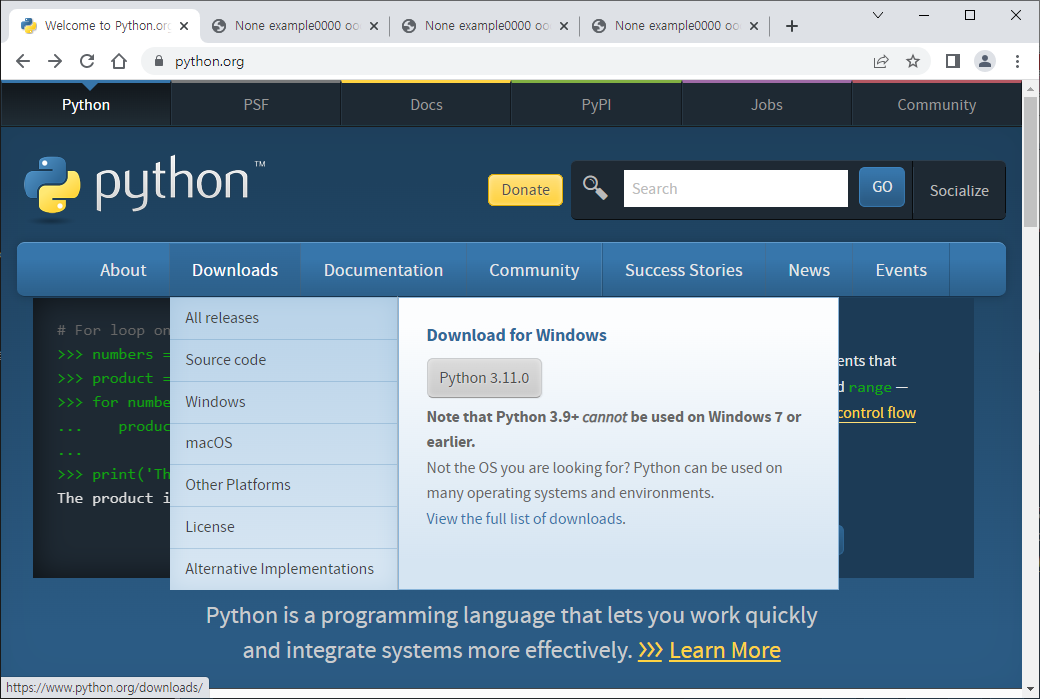 Welcome to Python.org
None example0000 oo
None example0000 oo
None example0000 oo
python.org
Python PSF Docs PyPI Jobs Community
python™
Donate
Search
GO
Socialize
About Downloads Documentation Community Success Stories News Events
# For loop on
>>> numbers =
>>> product =
>>> for numbe
... produc
...
>>> print('Th
The product i
All releases
Source code
Windows
macOS
Other Platforms
License
Alternative Implementations
Download for Windows
Python 3.11.0
Note that Python 3.9+ cannot be used on Windows 7 or
earlier.
Not the OS you are looking for? Python can be used on
many operating systems and environments.
View the full list of downloads.
ents that
d range —
control flow
Python is a programming language that lets you work quickly
and integrate systems more effectively. >>> Learn More
https://www.python.org/downloads/